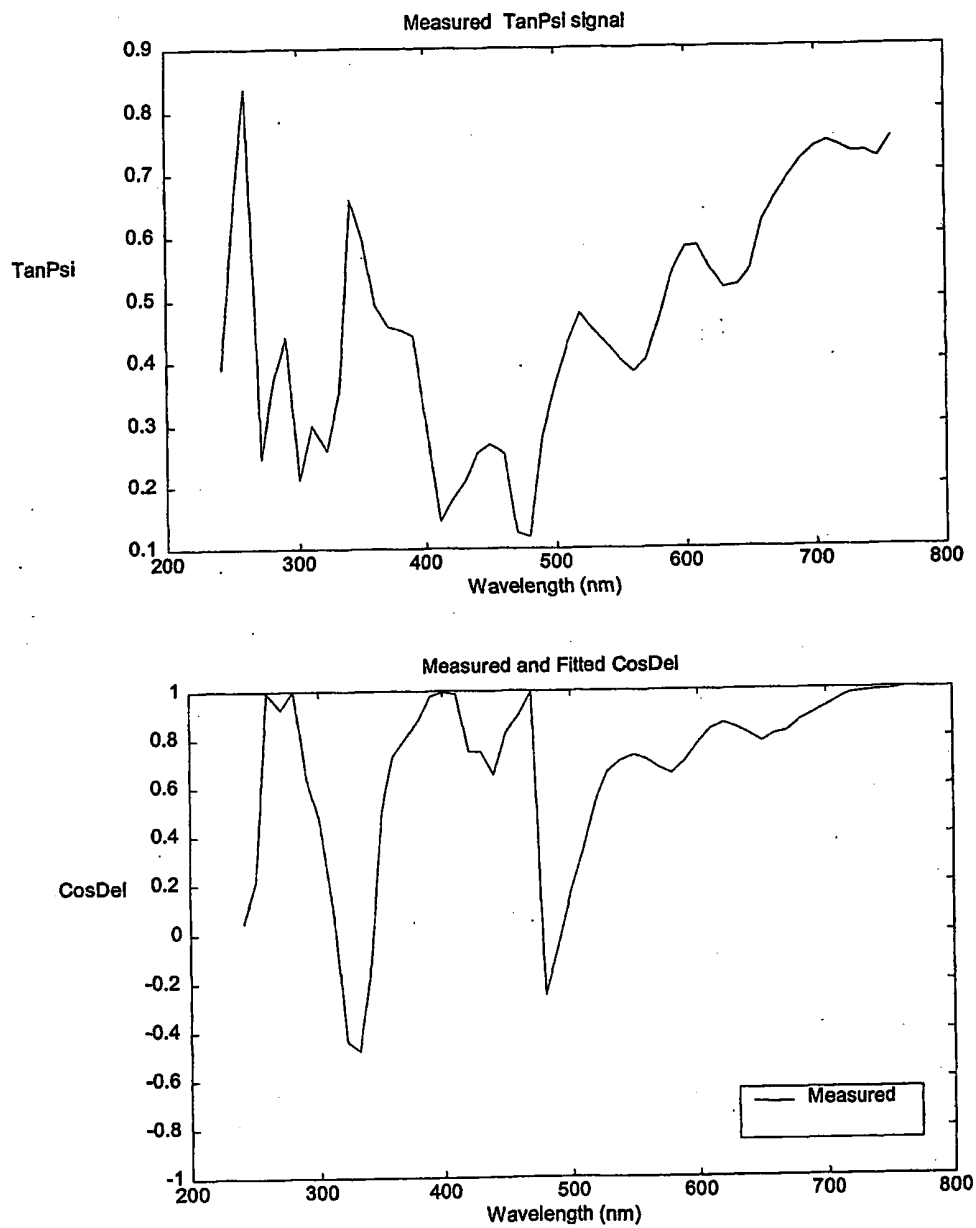 Measured TanPsi signal
0.9
0.8
0.7
0.6
TanPsi
0.5
0.4
0.3
0.2
0.1
200 300 400 500 600 700 800
Wavelength (nm)
Measured and Fitted CosDel
1
0.8
0.6
0.4
0.2
CosDel
0
-0.2
-0.4
-0.6
-0.8
-1
Measured
200 300 400 500 600 700 800
Wavelength (nm)